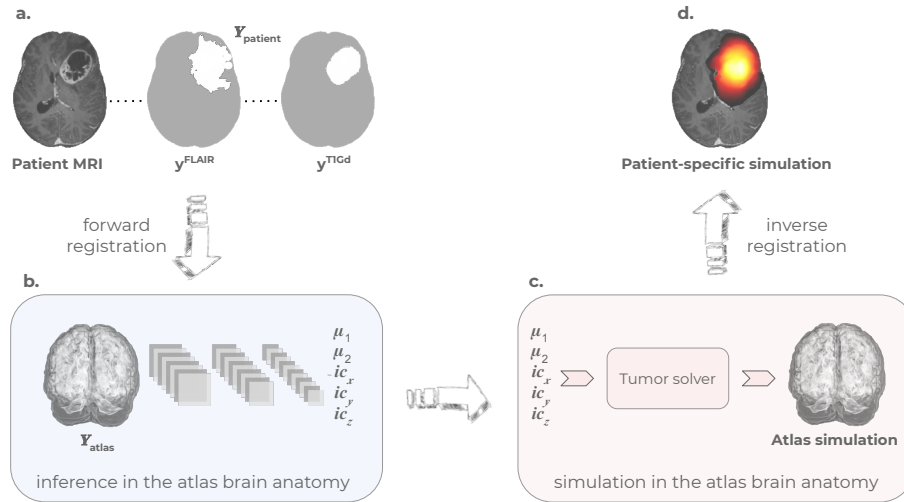 a.
Y_patient
Patient MRI
y^FLAIR
y^T1Gd
forward
registration
b.
Y_atlas
μ_1
μ_2
ic_x
ic_y
ic_z
inference in the atlas brain anatomy
c.
μ_1
μ_2
ic_x
ic_y
ic_z
Tumor solver
Atlas simulation
simulation in the atlas brain anatomy
inverse
registration
d.
Patient-specific simulation